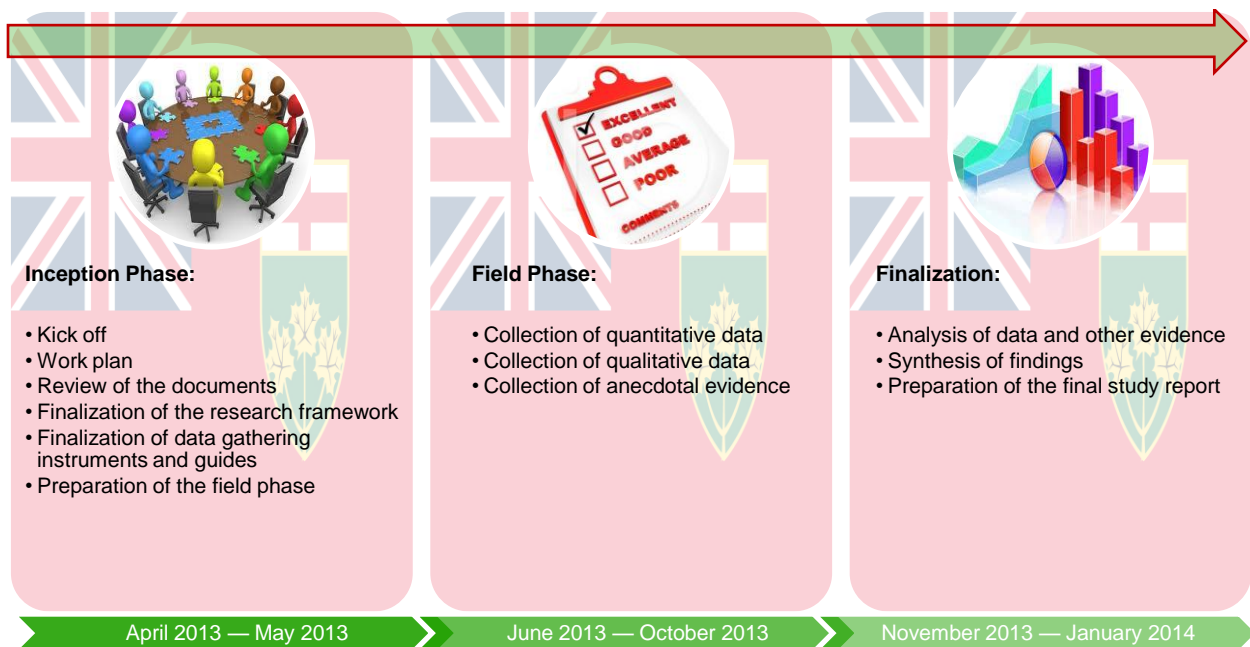 EXCELLENT
GOOD
AVERAGE
POOR
COMMENTS
Inception Phase:
• Kick off
• Work plan
• Review of the documents
• Finalization of the research framework
• Finalization of data gathering
instruments and guides
• Preparation of the field phase
Field Phase:
• Collection of quantitative data
• Collection of qualitative data
• Collection of anecdotal evidence
Finalization:
• Analysis of data and other evidence
• Synthesis of findings
• Preparation of the final study report
April 2013 — May 2013
June 2013 — October 2013
November 2013 — January 2014